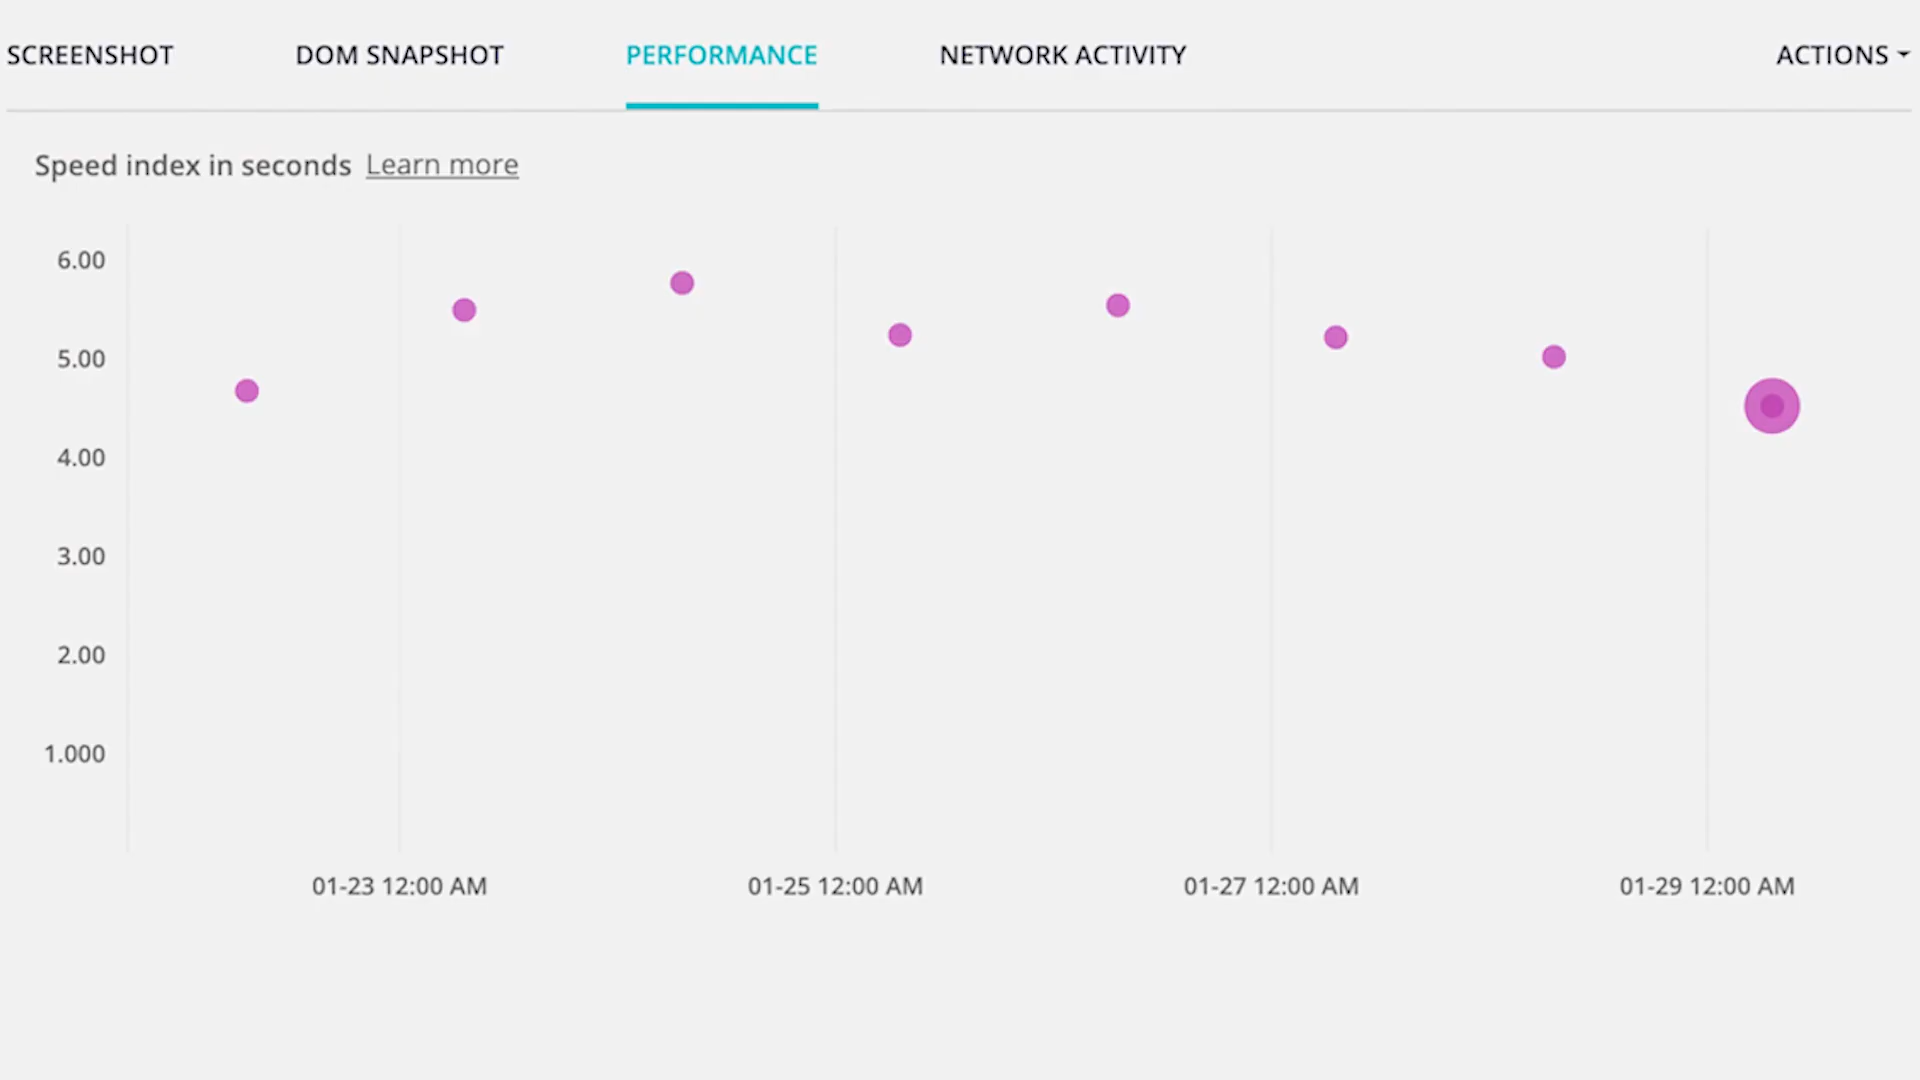 SCREENSHOT DOM SNAPSHOT PERFORMANCE NETWORK ACTIVITY ACTIONS
Speed index in seconds Learn more
6.00
5.00
4.00
3.00
2.00
1.000
01-23 12:00 AM 01-25 12:00 AM 01-27 12:00 AM 01-29 12:00 AM